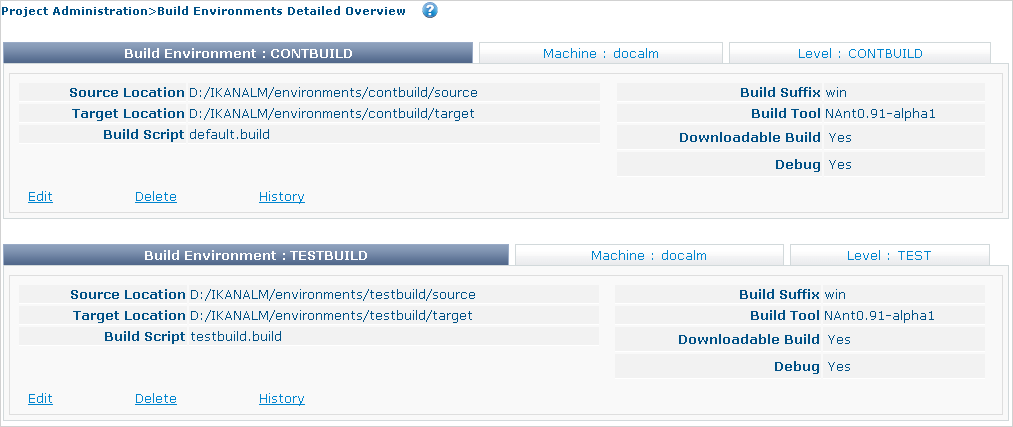 Project Administration>Build Environments Detailed Overview ?
Build Environment : CONTBUILD Machine : docalm Level : CONTBUILD
Source Location D:/IKANALM/environments/contbuild/source Build Suffix win
Target Location D:/IKANALM/environments/contbuild/target Build Tool NAnt0.91-alpha1
Build Script default.build Downloadable Build Yes
Debug Yes
Edit Delete History
Build Environment : TESTBUILD Machine : docalm Level : TEST
Source Location D:/IKANALM/environments/testbuild/source Build Suffix win
Target Location D:/IKANALM/environments/testbuild/target Build Tool NAnt0.91-alpha1
Build Script testbuild.build Downloadable Build Yes
Debug Yes
Edit Delete History